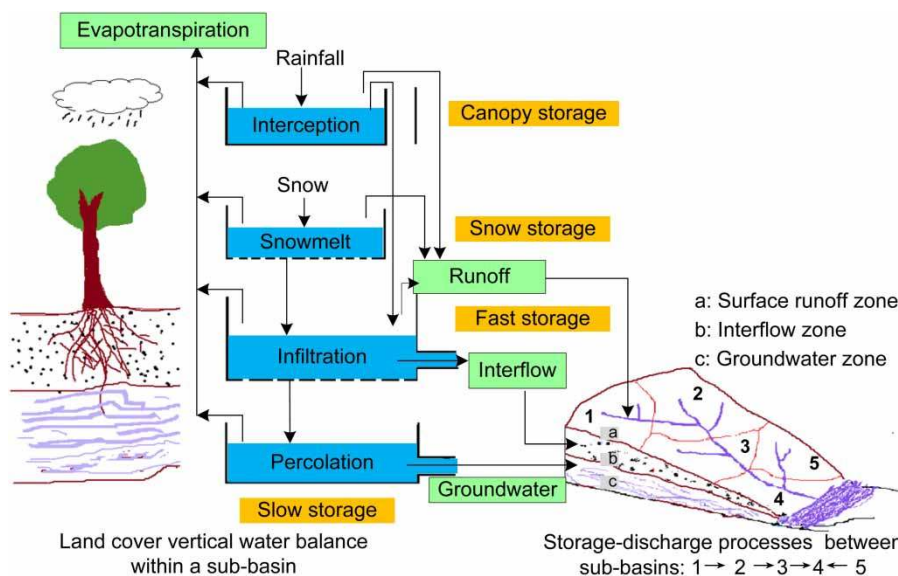 Evapotranspiration
Rainfall
Interception
Canopy storage
Snow
Snowmelt
Snow storage
Runoff
Fast storage
Infiltration
Interflow
Percolation
Groundwater
Slow storage
Land cover vertical water balance
within a sub-basin
a: Surface runoff zone
b: Interflow zone
c: Groundwater zone
1
2
3
4
5
a
b
c
Storage-discharge processes between
sub-basins: 1→ 2 →3→4← 5